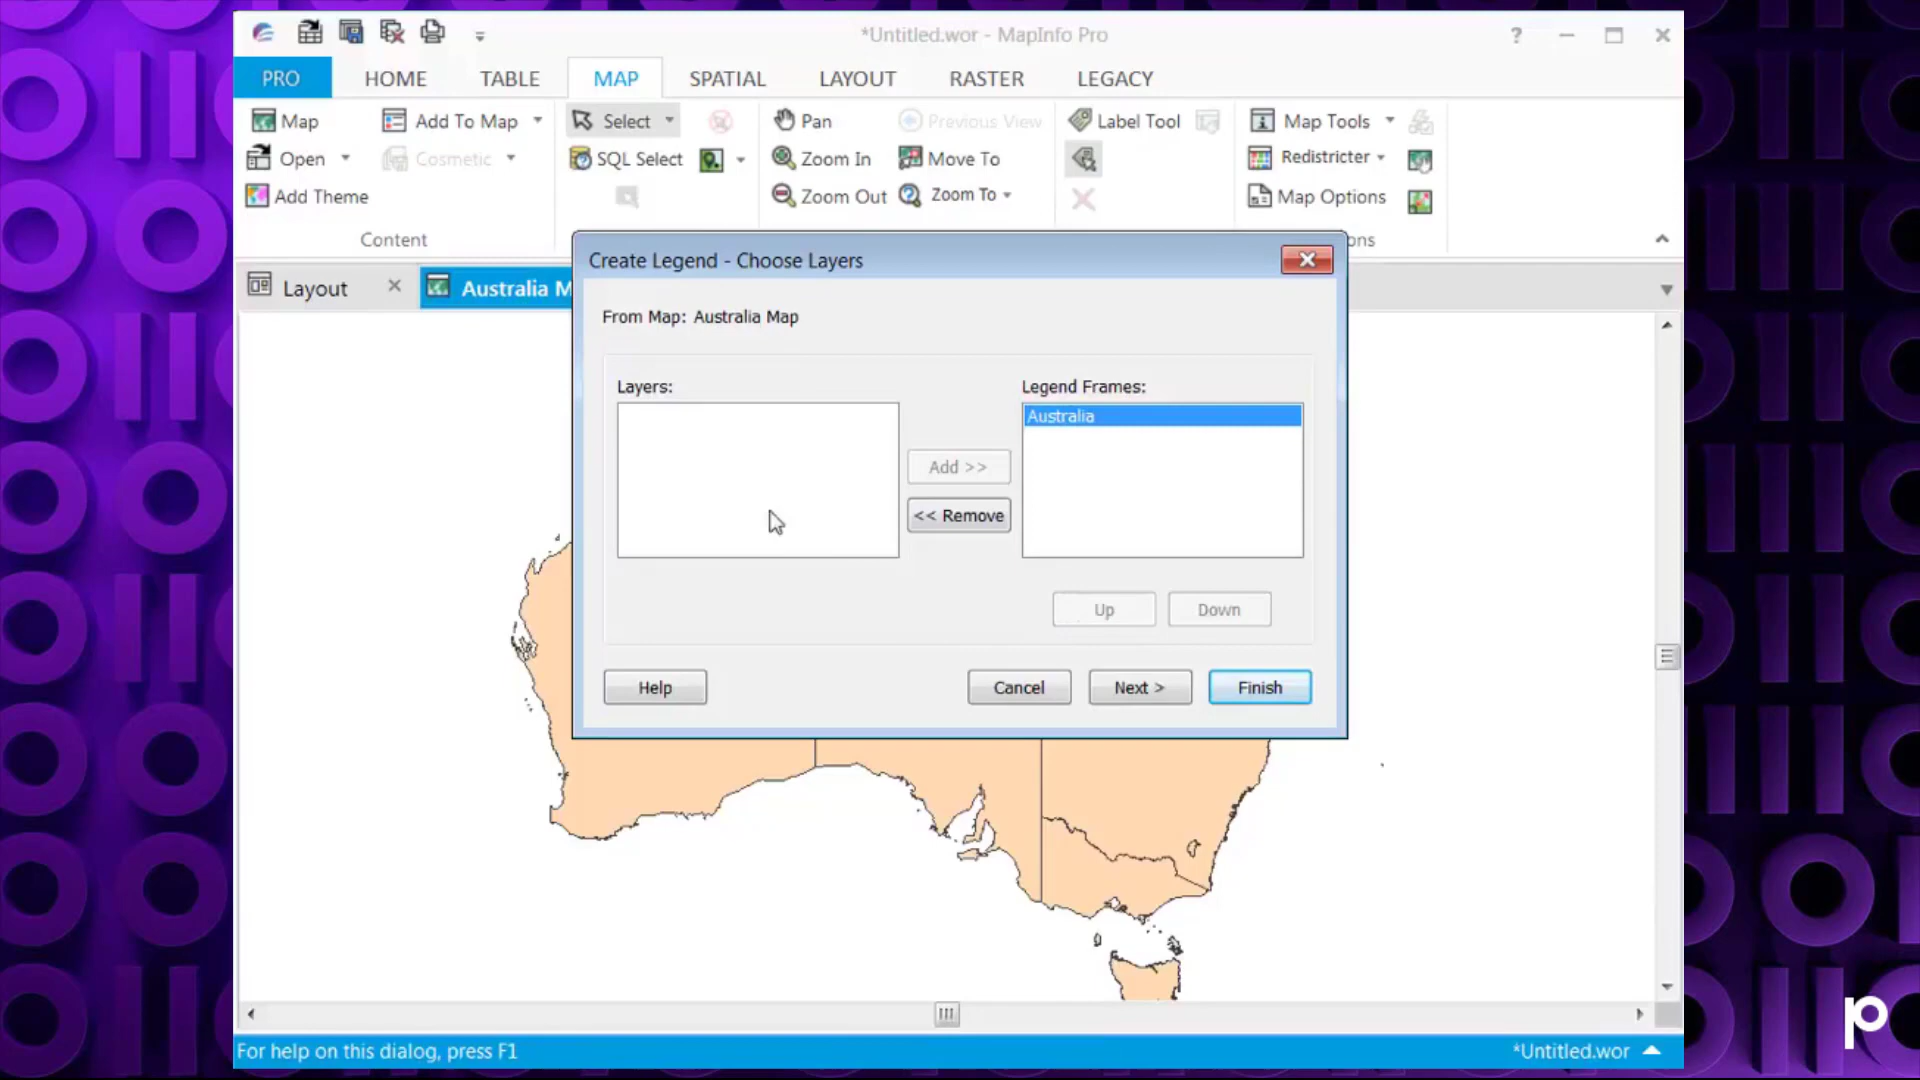 *Untitled.wor - MapInfo Pro
?
PRO HOME TABLE MAP SPATIAL LAYOUT RASTER LEGACY
Map Add To Map Select Pan Previous View Label Tool Map Tools
Open Cosmetic SQL Select Zoom In Move To Redistricter
Add Theme Zoom Out Zoom To Map Options
Content ons
Layout Australia M
Create Legend - Choose Layers
From Map: Australia Map
Layers: Legend Frames:
Australia
Add >>
<< Remove
Up Down
Help Cancel Next > Finish
For help on this dialog, press F1 *Untitled.wor
p